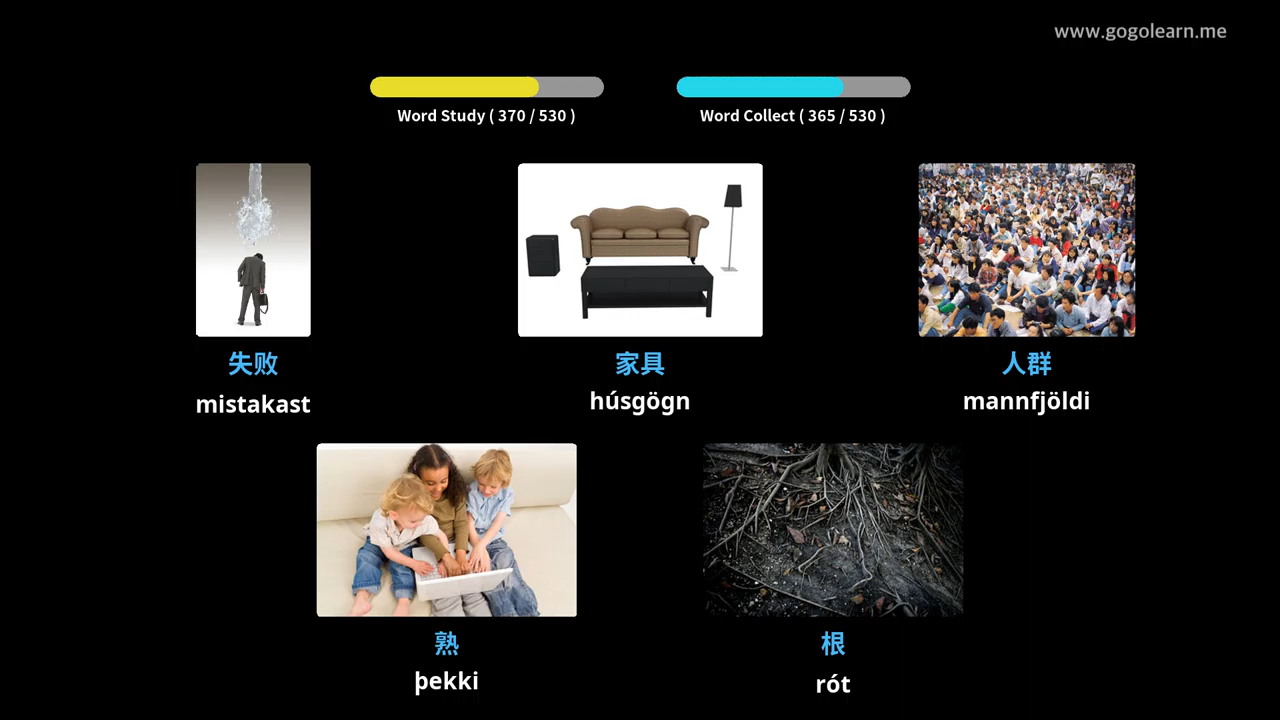 www.gogolearn.me
Word Study ( 370 / 530 )
Word Collect ( 365 / 530 )
失败
mistakast
家具
húsgögn
人群
mannfjöldi
熟
þekki
根
rót